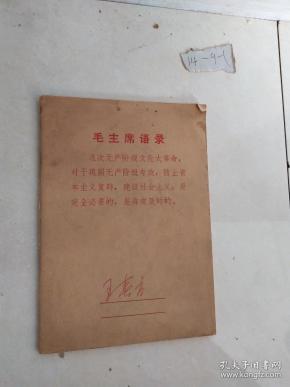 14-9-1
毛主席语录
这次无产阶级文化大革命，
对于巩固无产阶级专政，防止资
本主义复辟，建设社会主义，是
完全必要的，是非常及时的。
孔夫子旧书网